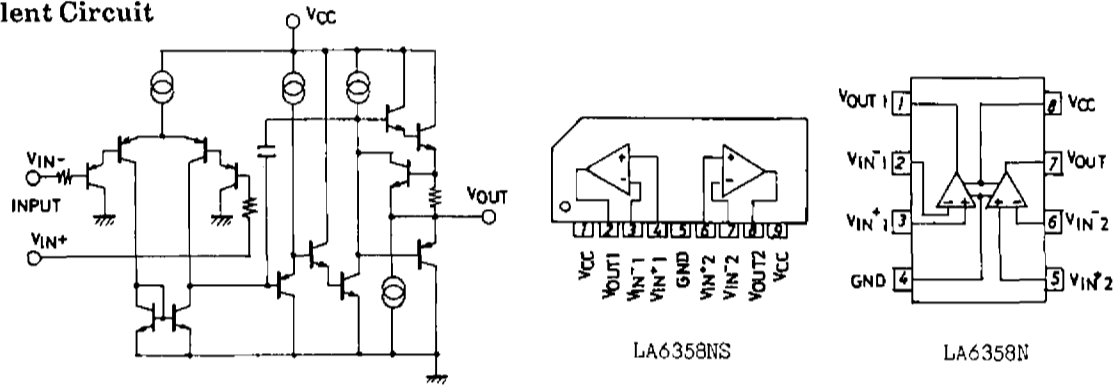 lent Circuit
VCC
VIN-
INPUT
VIN+
VOUT
1 2 3 4 5 6 7 8 9
VCC
VOUT1
VIN-1
VIN+1
GND
VIN+2
VIN-2
VOUT2
VCC
LA6358NS
VOUT 1 1
8 VCC
VIN-1 2
7 VOUT
VIN+1 3
6 VIN-2
GND 4
5 VIN+2
LA6358N